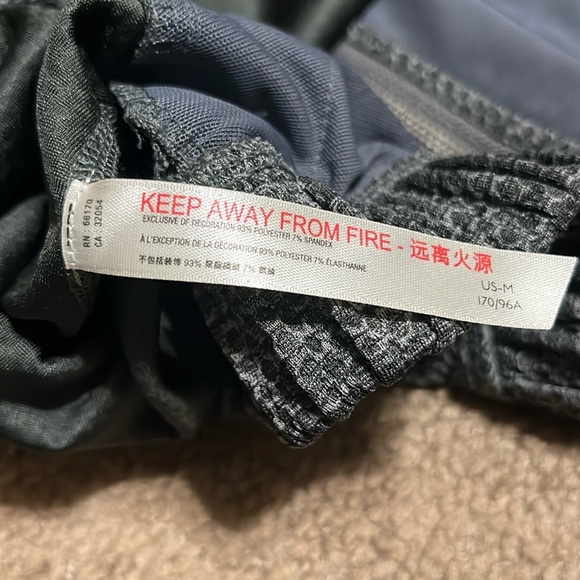 RN : 66170
CA : 32054
KEEP AWAY FROM FIRE - 远离火源
EXCLUSIVE OF DECORATION 93% POLYESTER 7% SPANDEX
À L'EXCEPTION DE LA DÉCORATION 93% POLYESTER 7% ÉLASTHANNE
不包括装饰 93% 聚酯纤维 7% 氨纶
US-M
170/96A